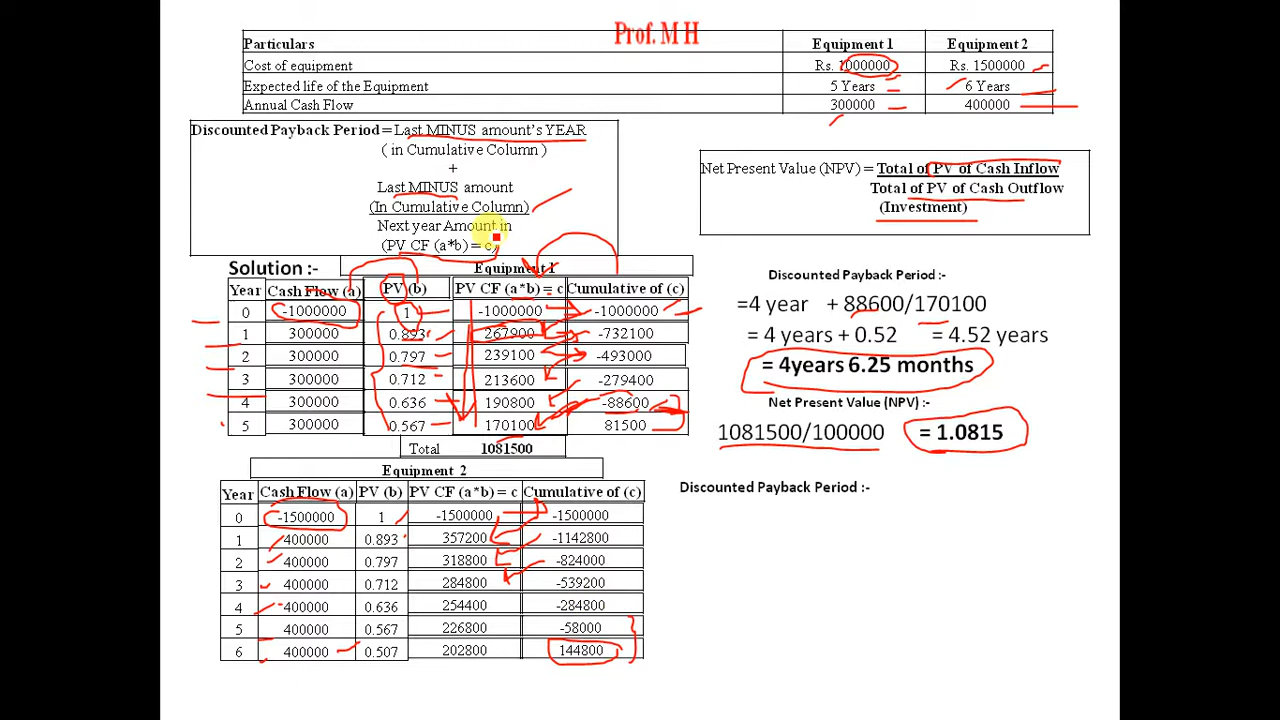 Prof. M H
Particulars Equipment 1 Equipment 2
Cost of equipment Rs. 1000000 Rs. 1500000
Expected life of the Equipment 5 Years 6 Years
Annual Cash Flow 300000 400000
Discounted Payback Period = Last MINUS amount's YEAR
( in Cumulative Column )
+
Last MINUS amount
(In Cumulative Column)
Next year Amount in
(PV CF (a*b) = c)
Net Present Value (NPV) = Total of PV of Cash Inflow
Total of PV of Cash Outflow
(Investment)
Solution :-
Equipment 1
Year Cash Flow (a) PV (b) PV CF (a*b) = c Cumulative of (c)
0 -1000000 1 -1000000 -1000000
1 300000 0.893 267900 -732100
2 300000 0.797 239100 -493000
3 300000 0.712 213600 -279400
4 300000 0.636 190800 -88600
5 300000 0.567 170100 81500
Total 1081500
Discounted Payback Period :-
=4 year + 88600/170100
= 4 years + 0.52 = 4.52 years
= 4years 6.25 months
Net Present Value (NPV) :-
1081500/100000 = 1.0815
Equipment 2
Year Cash Flow (a) PV (b) PV CF (a*b) = c Cumulative of (c)
0 -1500000 1 -1500000 -1500000
1 400000 0.893 357200 -1142800
2 400000 0.797 318800 -824000
3 400000 0.712 284800 -539200
4 400000 0.636 254400 -284800
5 400000 0.567 226800 -58000
6 400000 0.507 202800 144800
Discounted Payback Period :-